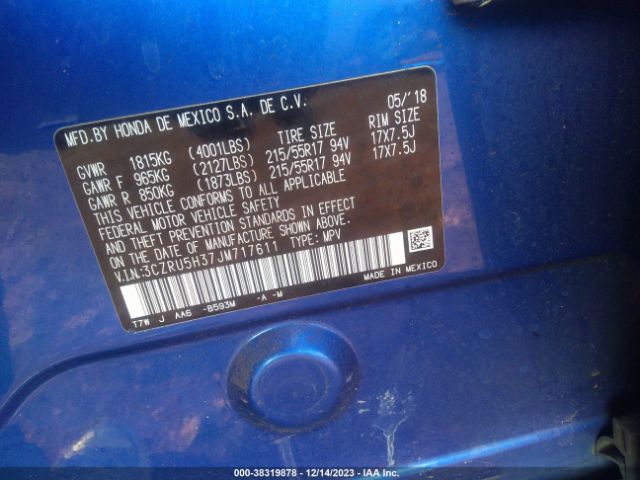 MFD.BY HONDA DE MEXICO S.A. DE C.V. 05/'18
TIRE SIZE RIM SIZE
GVWR 1815KG (4001LBS)
GAWR F 965KG (2127LBS) 215/55R17 94V 17X7.5J
GAWR R 850KG (1873LBS) 215/55R17 94V 17X7.5J
THIS VEHICLE CONFORMS TO ALL APPLICABLE
FEDERAL MOTOR VEHICLE SAFETY
AND THEFT PREVENTION STANDARDS IN EFFECT
ON THE DATE OF MANUFACTURE SHOWN ABOVE.
V.I.N:3CZRU5H37JM717611 TYPE: MPV
T7W J AA6 -B593M -A -M
MADE IN MEXICO
000-38319878 - 12/14/2023 - IAA Inc.